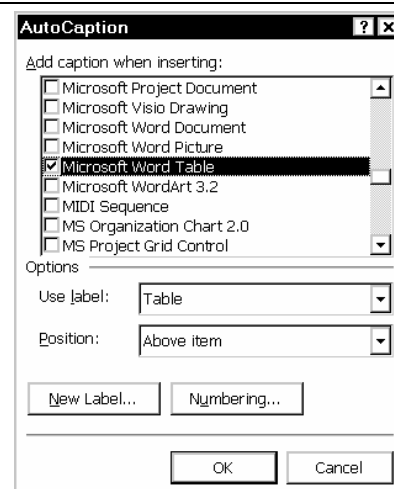 AutoCaption
Add caption when inserting:
Microsoft Project Document
Microsoft Visio Drawing
Microsoft Word Document
Microsoft Word Picture
Microsoft Word Table
Microsoft WordArt 3.2
MIDI Sequence
MS Organization Chart 2.0
MS Project Grid Control
Options
Use label: Table
Position: Above item
New Label... Numbering...
OK Cancel